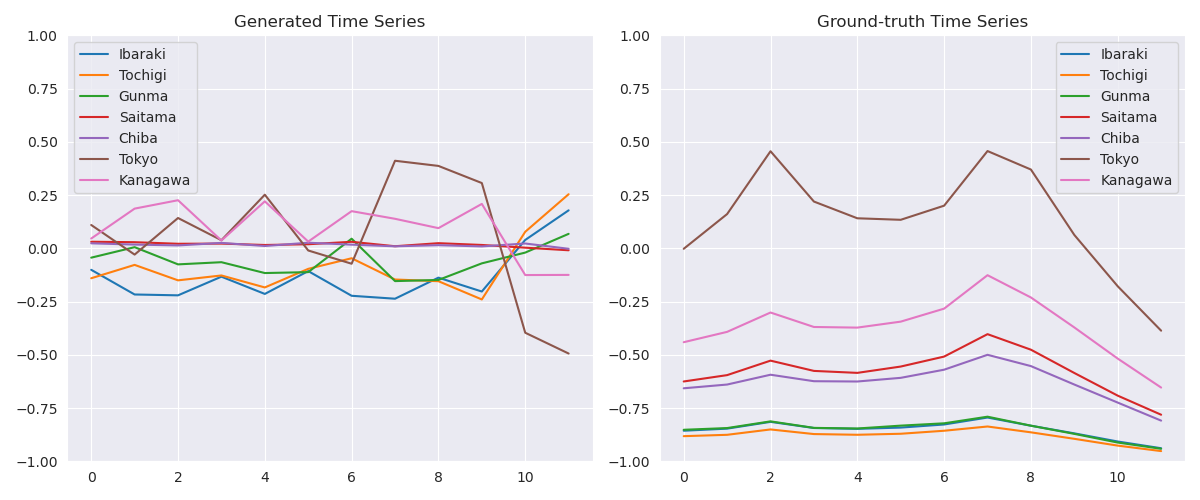 Generated Time Series
1.00
0.75
0.50
0.25
0.00
−0.25
−0.50
−0.75
−1.00
Ibaraki
Tochigi
Gunma
Saitama
Chiba
Tokyo
Kanagawa
0 2 4 6 8 10
Ground-truth Time Series
1.00
0.75
0.50
0.25
0.00
−0.25
−0.50
−0.75
−1.00
Ibaraki
Tochigi
Gunma
Saitama
Chiba
Tokyo
Kanagawa
0 2 4 6 8 10